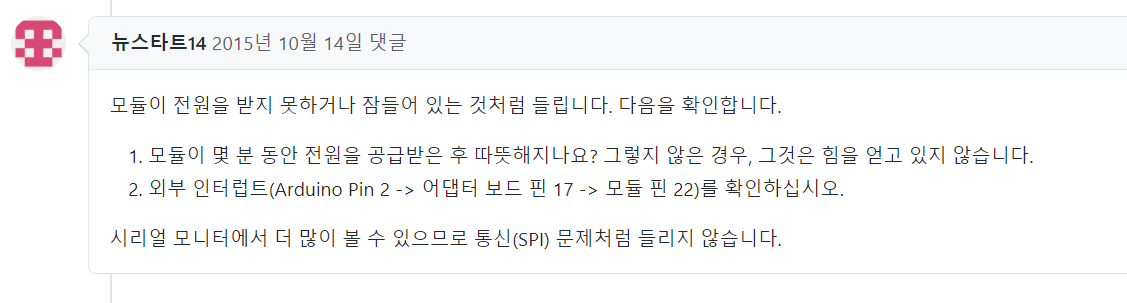 뉴스타트14 2015년 10월 14일 댓글
모듈이 전원을 받지 못하거나 잠들어 있는 것처럼 들립니다. 다음을 확인합니다.
1. 모듈이 몇 분 동안 전원을 공급받은 후 따뜻해지나요? 그렇지 않은 경우, 그것은 힘을 얻고 있지 않습니다.
2. 외부 인터럽트(Arduino Pin 2 -> 어댑터 보드 핀 17 -> 모듈 핀 22)를 확인하십시오.
시리얼 모니터에서 더 많이 볼 수 있으므로 통신(SPI) 문제처럼 들리지 않습니다.